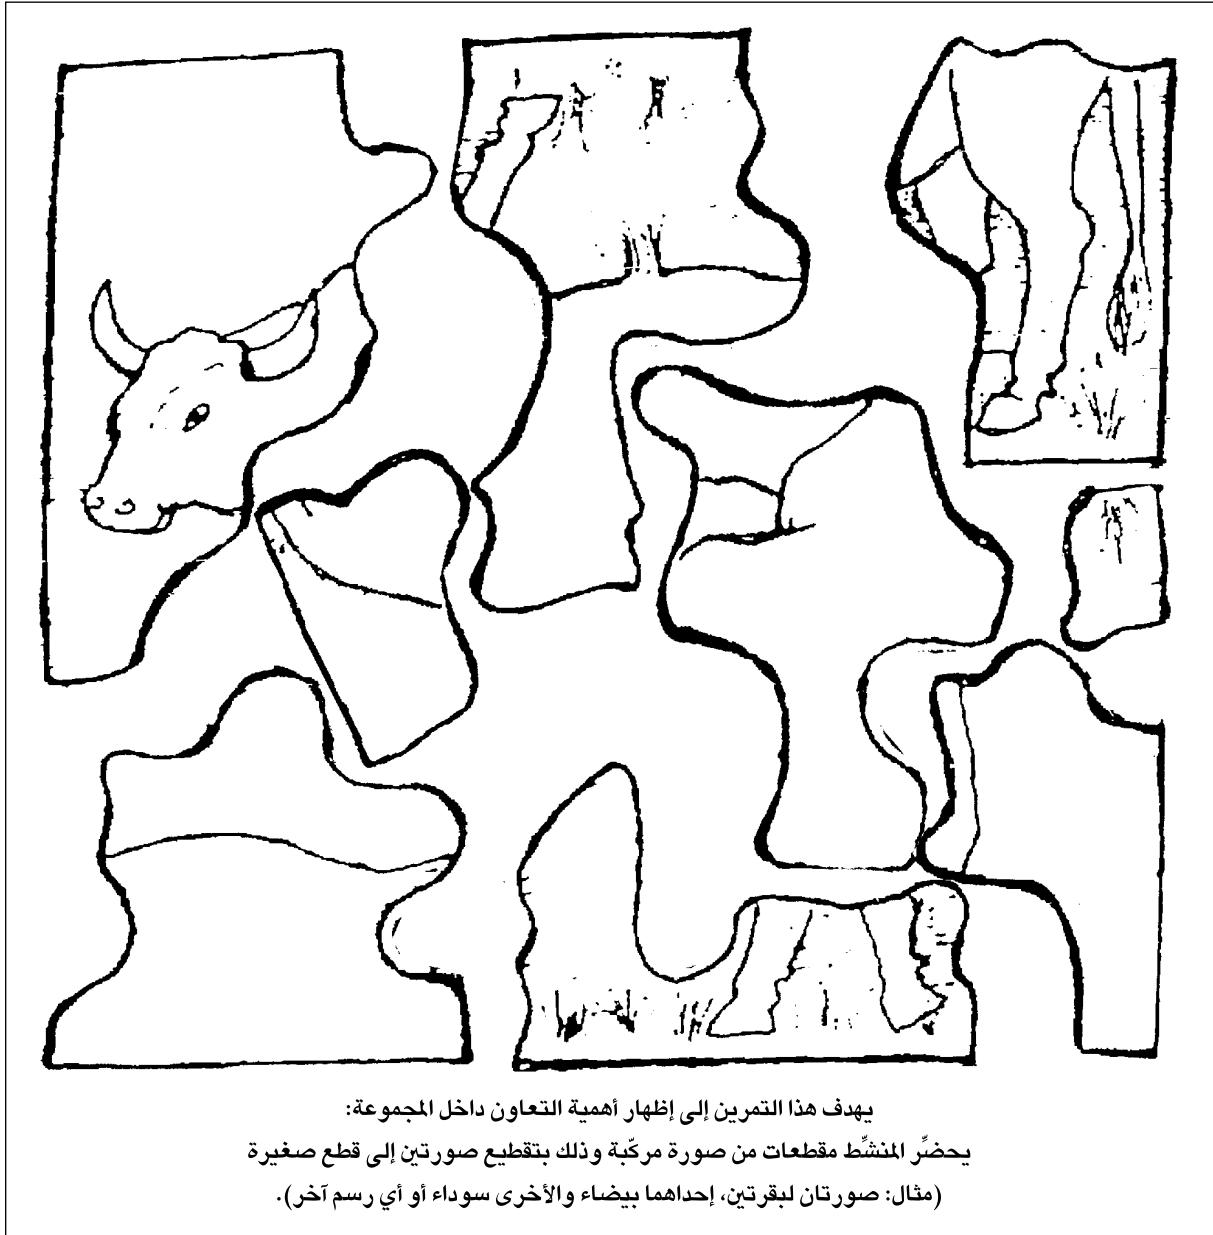 يهدف هذا التمرين إلى إظهار أهمية التعاون داخل المجموعة:
يحضِّر المنشِّط مقطعات من صورة مركّبة وذلك بتقطيع صورتين إلى قطع صغيرة
(مثال: صورتان لبقرتين، إحداهما بيضاء والأخرى سوداء أو أي رسم آخر).